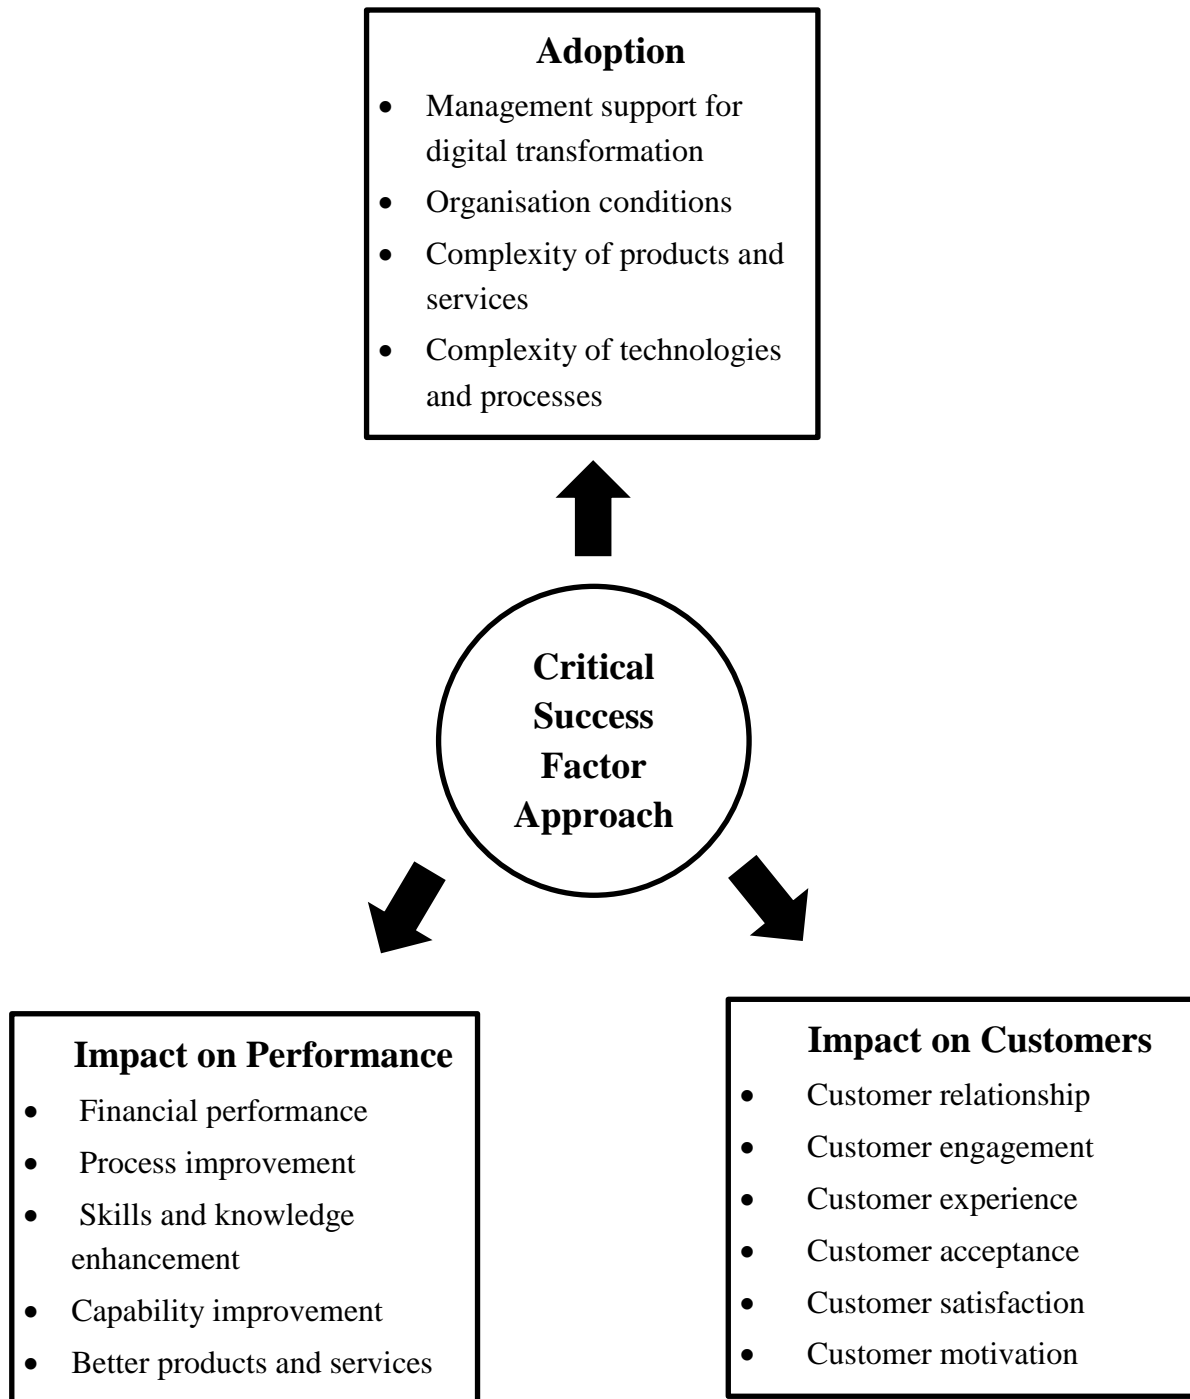 Adoption
• Management support for
digital transformation
• Organisation conditions
• Complexity of products and
services
• Complexity of technologies
and processes
Critical
Success
Factor
Approach
Impact on Performance
• Financial performance
• Process improvement
• Skills and knowledge
enhancement
• Capability improvement
• Better products and services
Impact on Customers
• Customer relationship
• Customer engagement
• Customer experience
• Customer acceptance
• Customer satisfaction
• Customer motivation